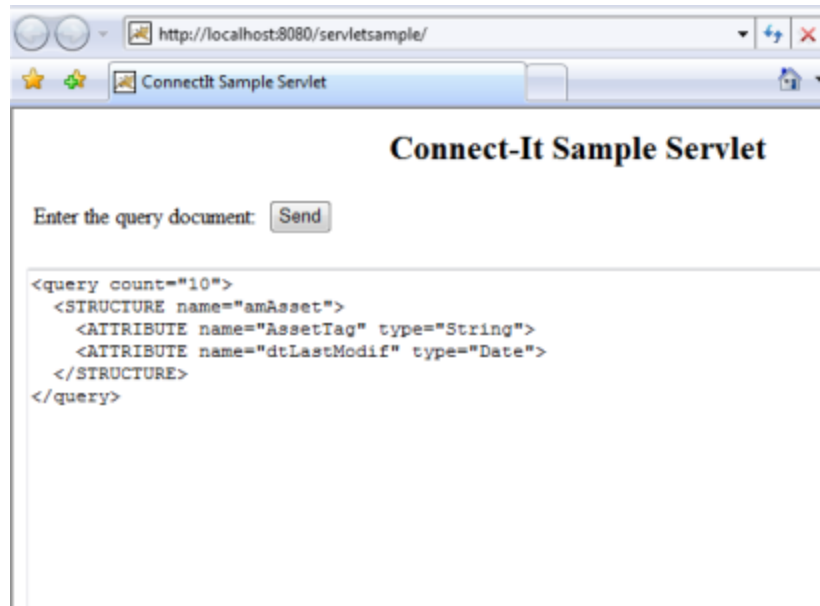 http://localhost:8080/servletsample/
ConnectIt Sample Servlet
Connect-It Sample Servlet
Enter the query document: Send
<query count="10">
  <STRUCTURE name="amAsset">
    <ATTRIBUTE name="AssetTag" type="String">
    <ATTRIBUTE name="dtLastModif" type="Date">
  </STRUCTURE>
</query>